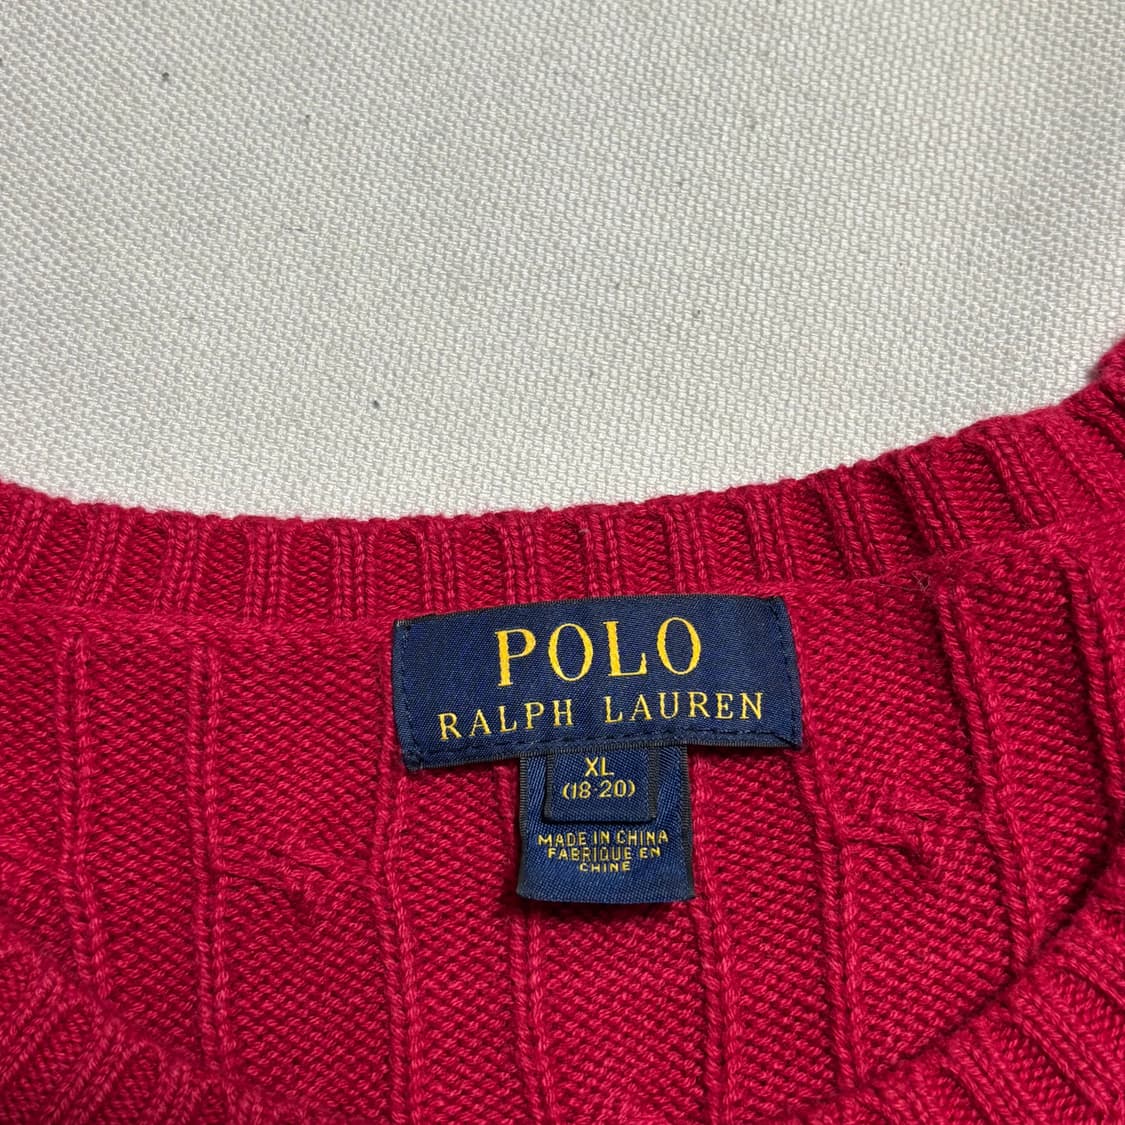 POLO
RALPH LAUREN
XL
(18-20)
MADE IN CHINA
FABRIQUE EN
CHINE